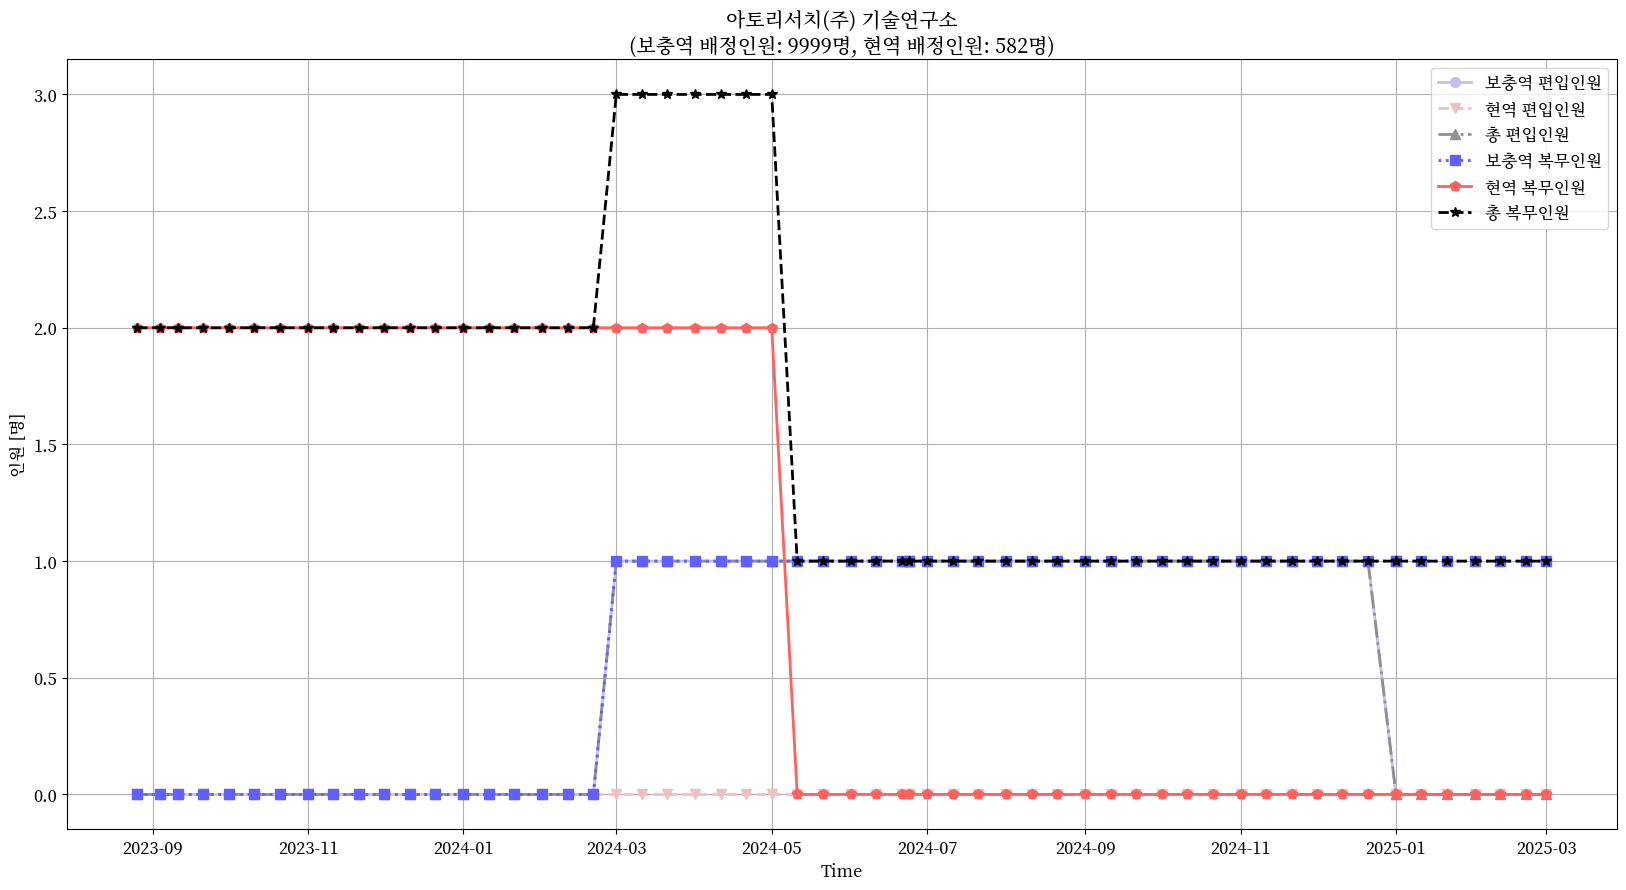 아토리서치(주) 기술연구소
(보충역 배정인원: 9999명, 현역 배정인원: 582명)
보충역 편입인원
현역 편입인원
총 편입인원
보충역 복무인원
현역 복무인원
총 복무인원
3.0
2.5
2.0
1.5
1.0
0.5
0.0
인원 [명]
2023-09
2023-11
2024-01
2024-03
2024-05
2024-07
2024-09
2024-11
2025-01
2025-03
Time